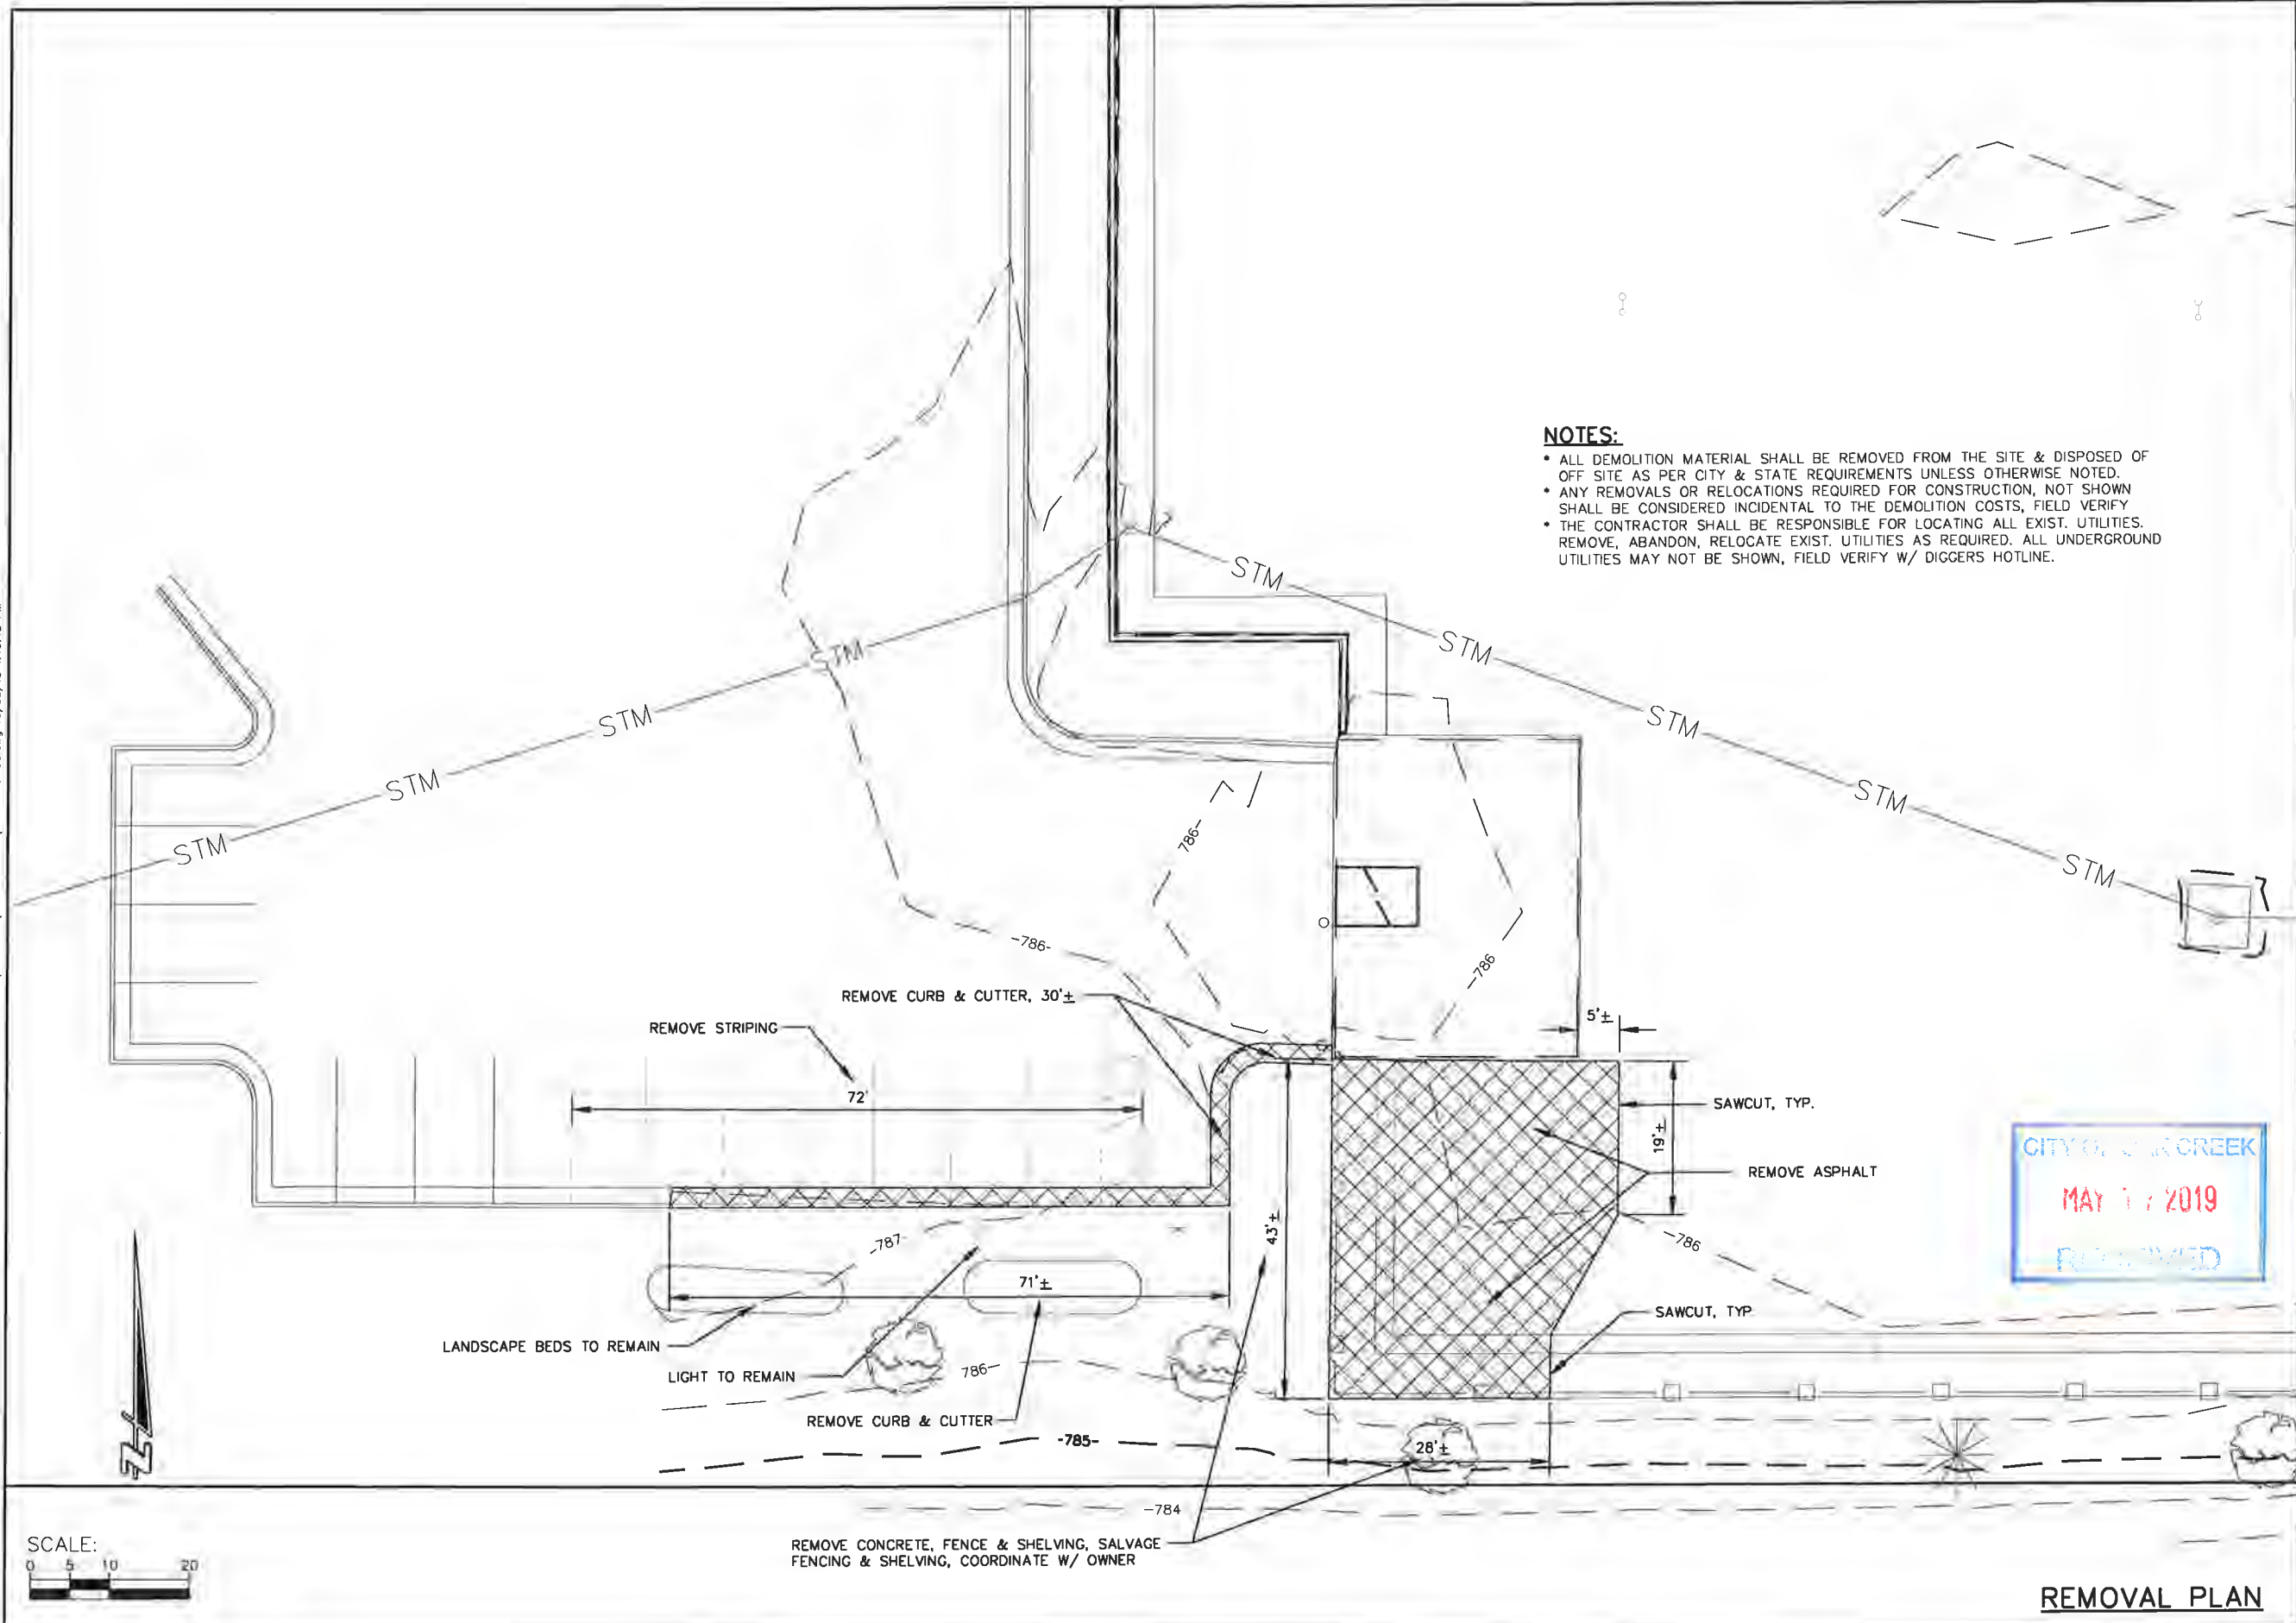 NOTES:
* ALL DEMOLITION MATERIAL SHALL BE REMOVED FROM THE SITE & DISPOSED OF
OFF SITE AS PER CITY & STATE REQUIREMENTS UNLESS OTHERWISE NOTED.
* ANY REMOVALS OR RELOCATIONS REQUIRED FOR CONSTRUCTION, NOT SHOWN
SHALL BE CONSIDERED INCIDENTAL TO THE DEMOLITION COSTS, FIELD VERIFY
* THE CONTRACTOR SHALL BE RESPONSIBLE FOR LOCATING ALL EXIST. UTILITIES.
REMOVE, ABANDON, RELOCATE EXIST. UTILITIES AS REQUIRED. ALL UNDERGROUND
UTILITIES MAY NOT BE SHOWN, FIELD VERIFY W/ DIGGERS HOTLINE.
STM
STM
STM
STM
STM
STM
STM
STM
STM
-786-
786-
-786
REMOVE CURB & CUTTER, 30'±
REMOVE STRIPING
72'
5'±
SAWCUT, TYP.
19'±
REMOVE ASPHALT
CITY CREEK
MAY 2019
43'±
-787-
-786
71'±
SAWCUT, TYP
LANDSCAPE BEDS TO REMAIN
LIGHT TO REMAIN
786-
REMOVE CURB & CUTTER
-785-
28'±
N
-784
REMOVE CONCRETE, FENCE & SHELVING, SALVAGE
FENCING & SHELVING, COORDINATE W/ OWNER
SCALE:
0 5 10 20
REMOVAL PLAN